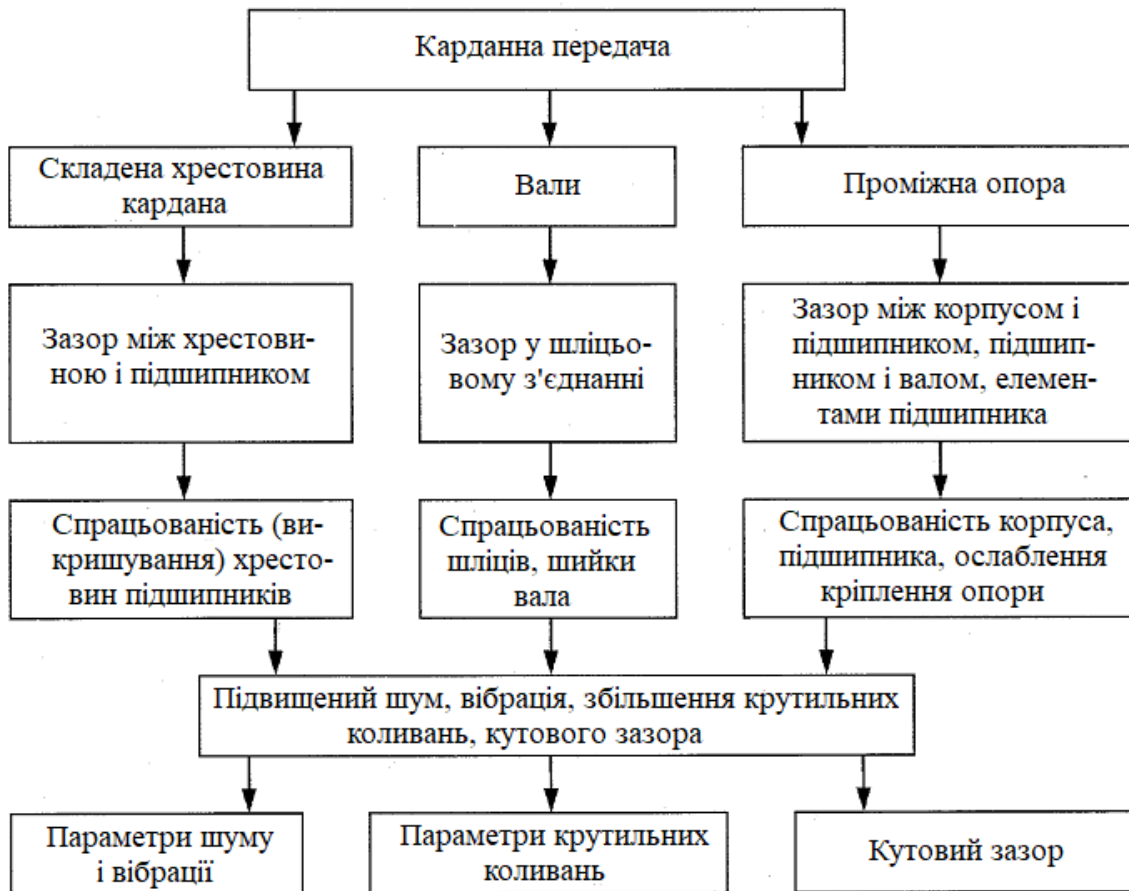 Карданна передача
Складена хрестовина
кардана
Вали
Проміжна опора
Зазор між хрестови-
ною і підшипником
Зазор у шліцьо-
вому з'єднанні
Зазор між корпусом і
підшипником, підшип-
ником і валом, елемен-
тами підшипника
Спрацьованість (ви-
кришування) хресто-
вин підшипників
Спрацьованість
шліців, шийки
вала
Спрацьованість корпуса,
підшипника, ослаблення
кріплення опори
Підвищений шум, вібрація, збільшення крутильних
коливань, кутового зазора
Параметри шуму
і вібрації
Параметри крутильних
коливань
Кутовий зазор